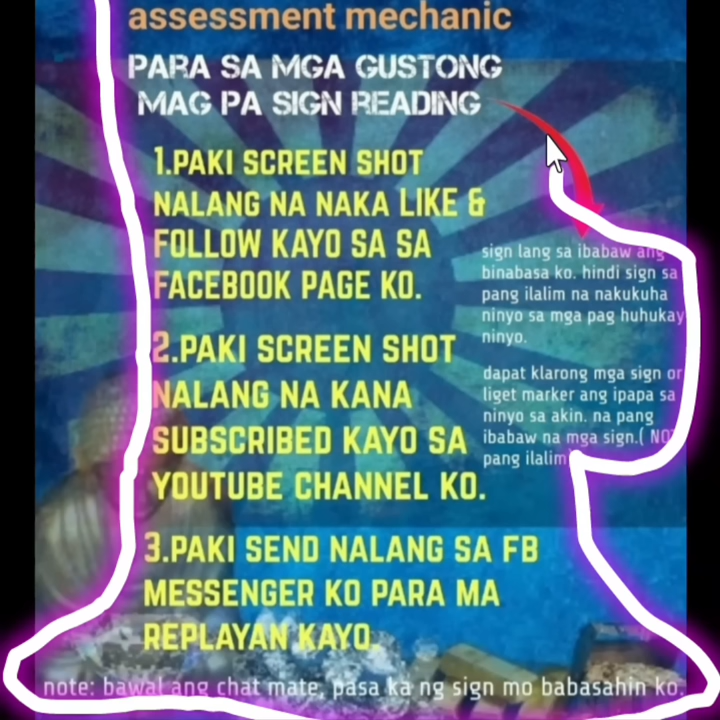 assessment mechanic
PARA SA MGA GUSTONG
MAG PA SIGN READING
1.PAKI SCREEN SHOT
NALANG NA NAKA LIKE &
FOLLOW KAYO SA SA
FACEBOOK PAGE KO.
2.PAKI SCREEN SHOT
NALANG NA KANA
SUBSCRIBED KAYO SA
YOUTUBE CHANNEL KO.
3.PAKI SEND NALANG SA FB
MESSENGER KO PARA MA
REPLAYAN KAYO.
sign lang sa ibabaw ang
binabasa ko. hindi sign sa
pang ilalim na nakukuha
ninyo sa mga pag huhukay
ninyo.
dapat klarong mga sign or
liget marker ang ipapa sa
ninyo sa akin. na pang
ibabaw na mga sign.( NOT
pang ilalim)
note: bawal ang chat mate, pasa ka ng sign mo babasahin ko.